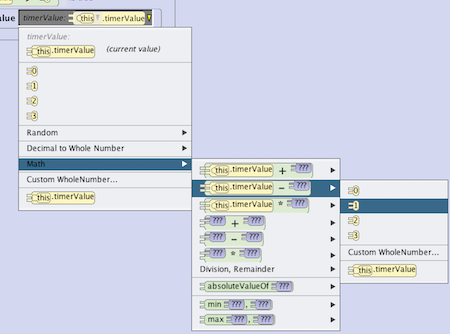 alue timerValue: this .timerValue
timerValue:
this .timerValue (current value)
0
1
2
3
Random
Decimal to Whole Number
Math
Custom WholeNumber...
this .timerValue
this .timerValue + ???
this .timerValue - ???
this .timerValue * ???
??? + ???
??? - ???
??? * ???
Division, Remainder
absoluteValueOf ???
min ??? , ???
max ??? , ???
0
1
2
3
Custom WholeNumber...
this .timerValue